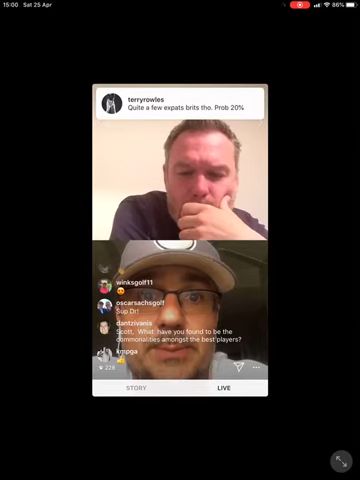 15:00 Sat 25 Apr
86%
terryrowles
Quite a few expats brits tho. Prob 20%
winksgolf11
oscarsachsgolf
Sup Dr!
dantzivanis
Scott, What have you found to be the
commonalities amongst the best players?
kmpga
228
STORY LIVE